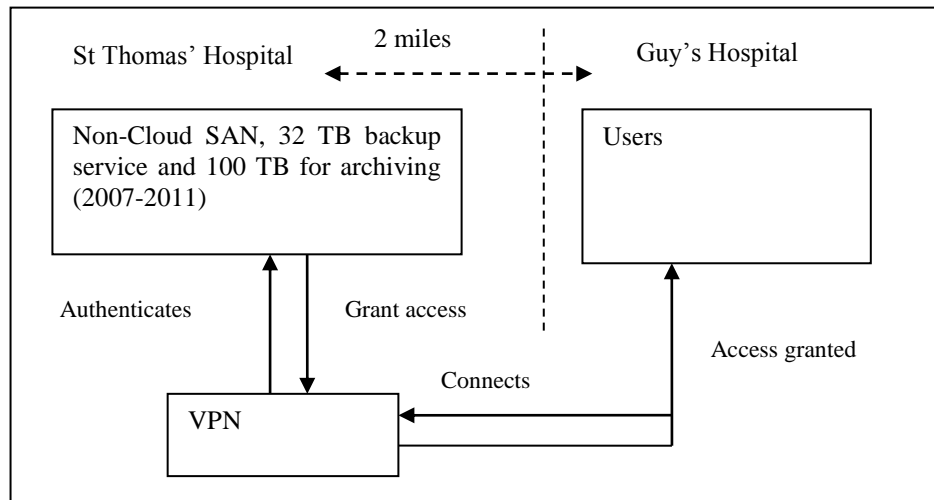 St Thomas’ Hospital
2 miles
Guy’s Hospital
Non-Cloud SAN, 32 TB backup
service and 100 TB for archiving
(2007-2011)
Users
Authenticates
Grant access
Access granted
Connects
VPN